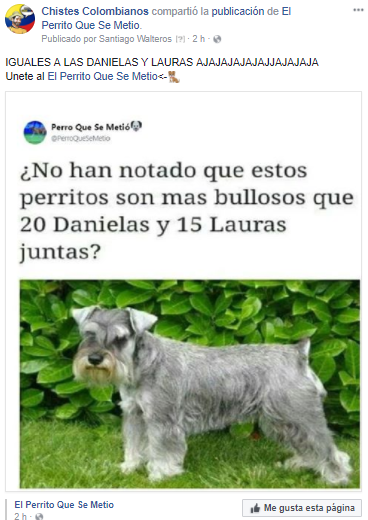 Chistes Colombianos compartió la publicación de El
Perrito Que Se Metio.
Publicado por Santiago Walteros [?] · 2 h ·
IGUALES A LAS DANIELAS Y LAURAS AJAJAJAJAJAJJAJAJAJA
Unete al El Perrito Que Se Metio<-
Perro Que Se Metió
@PerroQueSeMetio
¿No han notado que estos
perritos son mas bullosos que
20 Danielas y 15 Lauras
juntas?
El Perrito Que Se Metio
2 h ·
Me gusta esta página